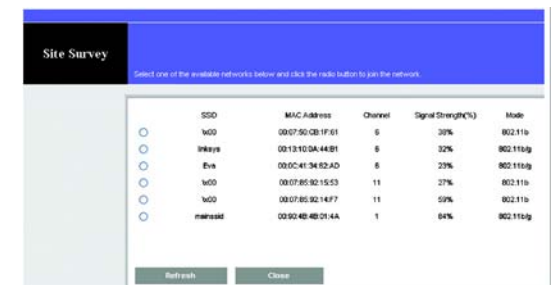 Site Survey
Select one of the available networks below and click the radio button to join the network.
SSID MAC Address Channel Signal Strength(%) Mode
\x00 00:07:50:CB:1F:61 6 38% 802.11b
linksys 00:13:10:0A:44:B1 6 32% 802.11b/g
Eva 00:0C:41:34:62:AD 6 23% 802.11b/g
\x00 00:07:85:92:15:53 11 27% 802.11b
\x00 00:07:85:92:14:F7 11 59% 802.11b
mainssid 00:90:4B:4B:01:4A 1 84% 802.11b/g
Refresh Close